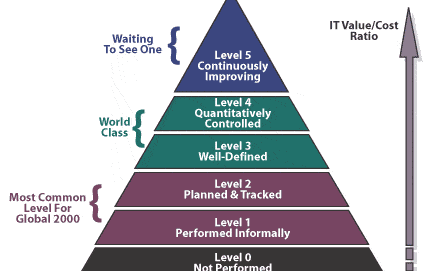 Waiting
To See One
Level 5
Continuously
Improving
IT Value/Cost
Ratio
Level 4
Quantitatively
Controlled
World
Class
Level 3
Well-Defined
Most Common
Level For
Global 2000
Level 2
Planned & Tracked
Level 1
Performed Informally
Level 0
Not Performed